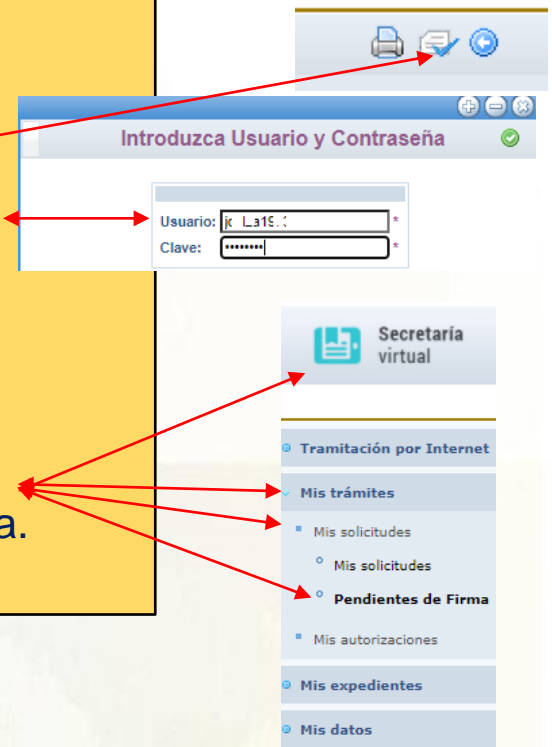 Introduzca Usuario y Contraseña
Usuario: *
Clave: ******** *
Secretaría
virtual
Tramitación por Internet
Mis trámites
a.
Mis solicitudes
Mis solicitudes
Pendientes de Firma
Mis autorizaciones
Mis expedientes
Mis datos